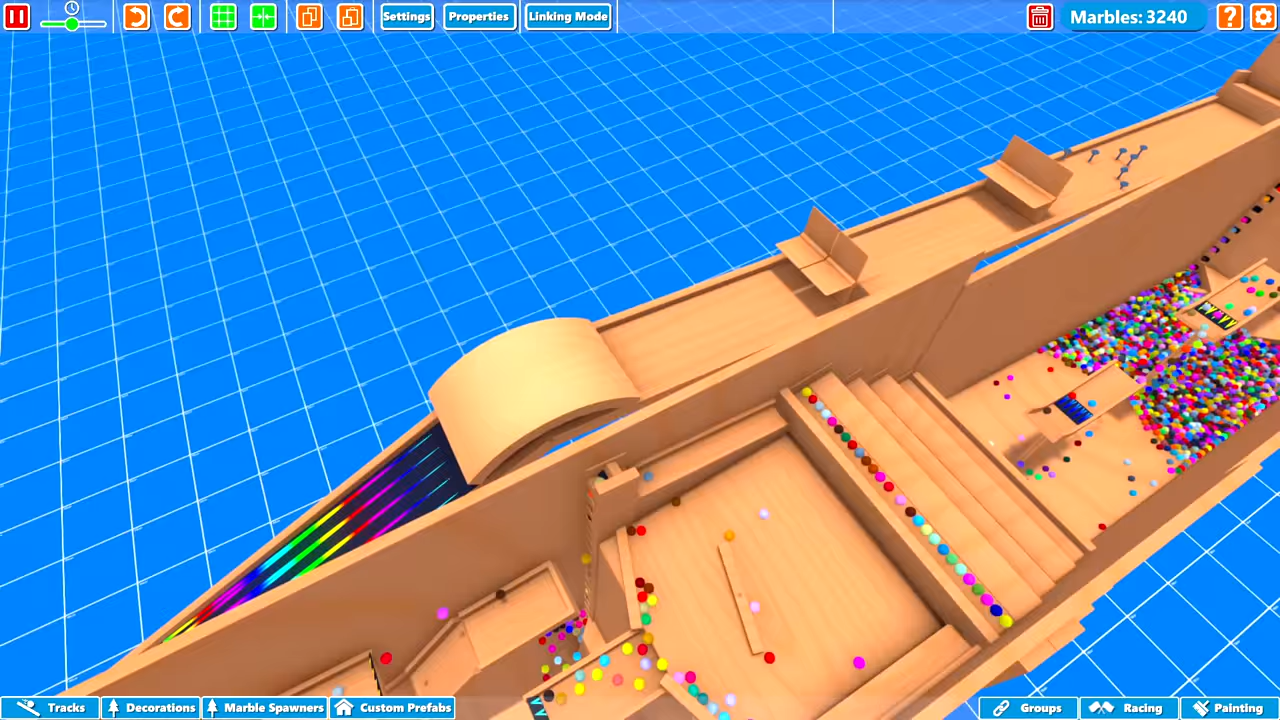 Settings
Properties
Linking Mode
Marbles: 3240
?
Tracks
Decorations
Marble Spawners
Custom Prefabs
Groups
Racing
Painting